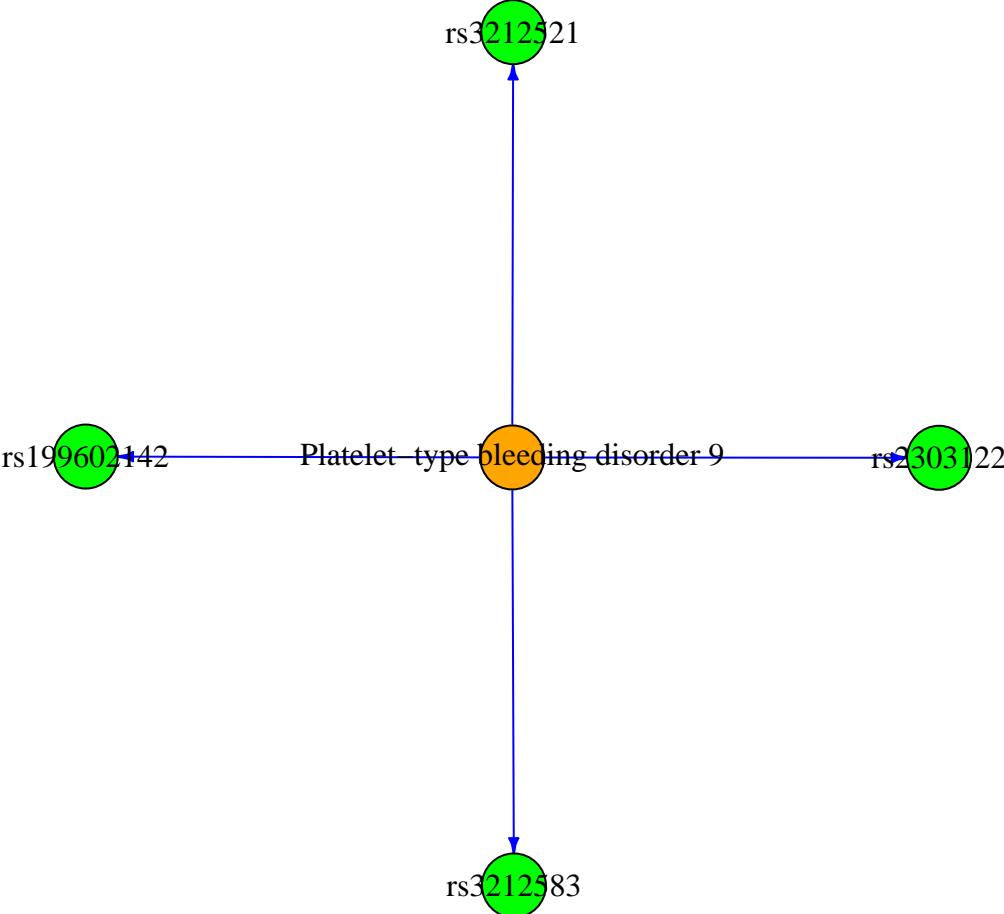 rs3212521
rs199602142
Platelet-type bleeding disorder 9
rs2303122
rs3212583